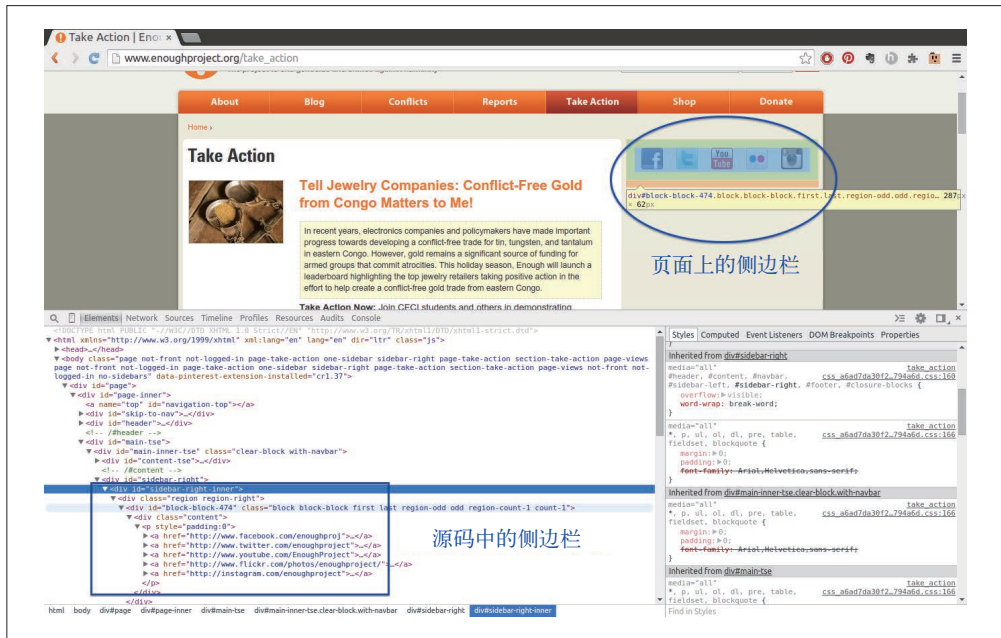 Take Action | Enou ×
www.enoughproject.org/take_action
About Blog Conflicts Reports Take Action Shop Donate
Home ›
Take Action
Tell Jewelry Companies: Conflict-Free Gold
from Congo Matters to Me!
In recent years, electronics companies and policymakers have made important
progress towards developing a conflict-free trade for tin, tungsten, and tantalum
in eastern Congo. However, gold remains a significant source of funding for
armed groups that commit atrocities. This holiday season, Enough will launch a
leaderboard highlighting the top jewelry retailers taking positive action in the
effort to help create a conflict-free gold trade from eastern Congo.
Take Action Now: Join CECI students and others in demonstrating
You
Tube
div#block-block-474.block.block-block.first.last.region-odd.odd.regio… 287px
× 62px
页面上的侧边栏
Elements Network Sources Timeline Profiles Resources Audits Console
<!DOCTYPE html PUBLIC "-//W3C//DTD XHTML 1.0 Strict//EN" "http://www.w3.org/TR/xhtml1/DTD/xhtml1-strict.dtd">
▼<html xmlns="http://www.w3.org/1999/xhtml" xml:lang="en" lang="en" dir="ltr" class="js">
▶<head>…</head>
▼<body class="page not-front not-logged-in page-take-action one-sidebar sidebar-right page-take-action section-take-action page-views
page not-front not-logged-in page-take-action one-sidebar sidebar-right page-take-action section-take-action page-views not-front not-
logged-in no-sidebars" data-pinterest-extension-installed="cr1.37">
▼<div id="page">
▼<div id="page-inner">
<a name="top" id="navigation-top"></a>
▶<div id="skip-to-nav">…</div>
▶<div id="header">…</div>
<!-- /#header -->
▼<div id="main-tse">
▼<div id="main-inner-tse" class="clear-block with-navbar">
▶<div id="content-tse">…</div>
<!-- /#content -->
▼<div id="sidebar-right">
▼<div id="sidebar-right-inner">
▼<div class="region region-right">
▼<div id="block-block-474" class="block block-block first last region-odd odd region-count-1 count-1">
▼<div class="content">
▼<p style="padding:0">
▶<a href="http://www.facebook.com/enoughproj">…</a>
▶<a href="http://www.twitter.com/enoughproject">…</a>
▶<a href="http://www.youtube.com/EnoughProject">…</a>
▶<a href="http://www.flickr.com/photos/enoughproject/">…</a>
▶<a href="http://instagram.com/enoughproject">…</a>
</p>
</div>
</div>
源码中的侧边栏
html body div#page div#page-inner div#main-tse div#main-inner-tse.clear-block.with-navbar div#sidebar-right div#sidebar-right-inner
Styles Computed Event Listeners DOM Breakpoints Properties
}
Inherited from div#sidebar-right
media="all" take_action
#header, #content, #navbar, css_a6ad7da30f2…794a6d.css:160
#sidebar-left, #sidebar-right, #footer, #closure-blocks {
overflow:▶visible;
word-wrap: break-word;
}
media="all" take_action
*, p, ul, ol, dl, pre, table, css_a6ad7da30f2…794a6d.css:166
fieldset, blockquote {
margin:▶0;
padding:▶0;
font-family: Arial,Helvetica,sans-serif;
}
Inherited from div#main-inner-tse.clear-block.with-navbar
media="all" take_action
*, p, ul, ol, dl, pre, table, css_a6ad7da30f2…794a6d.css:166
fieldset, blockquote {
margin:▶0;
padding:▶0;
font-family: Arial,Helvetica,sans-serif;
}
Inherited from div#main-tse
media="all" take_action
*, p, ul, ol, dl, pre, table, css_a6ad7da30f2…794a6d.css:166
fieldset, blockquote {
Find in Styles